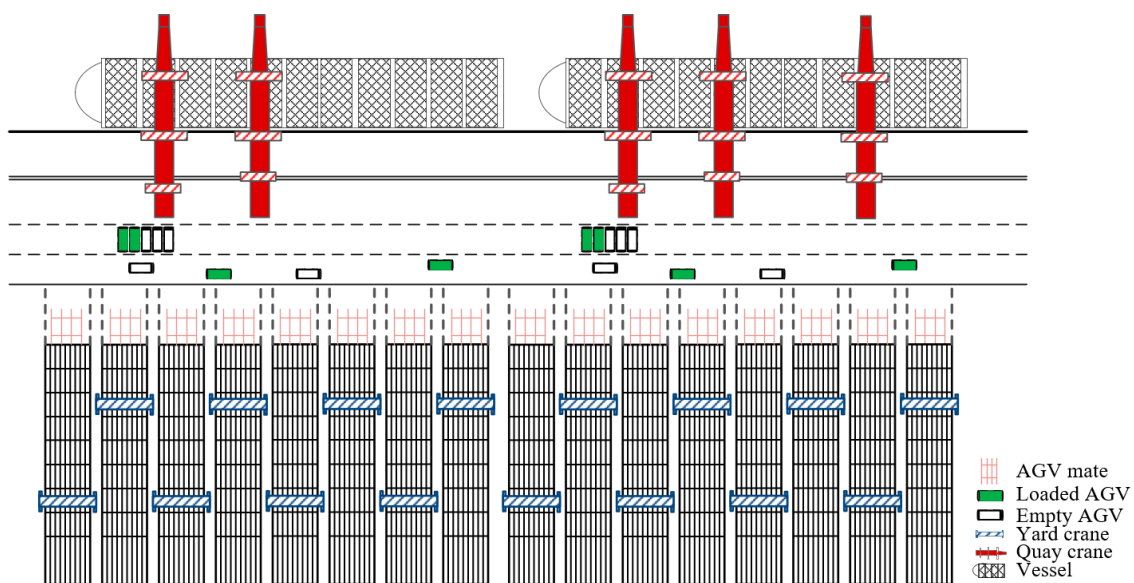 AGV mate
Loaded AGV
Empty AGV
Yard crane
Quay crane
Vessel